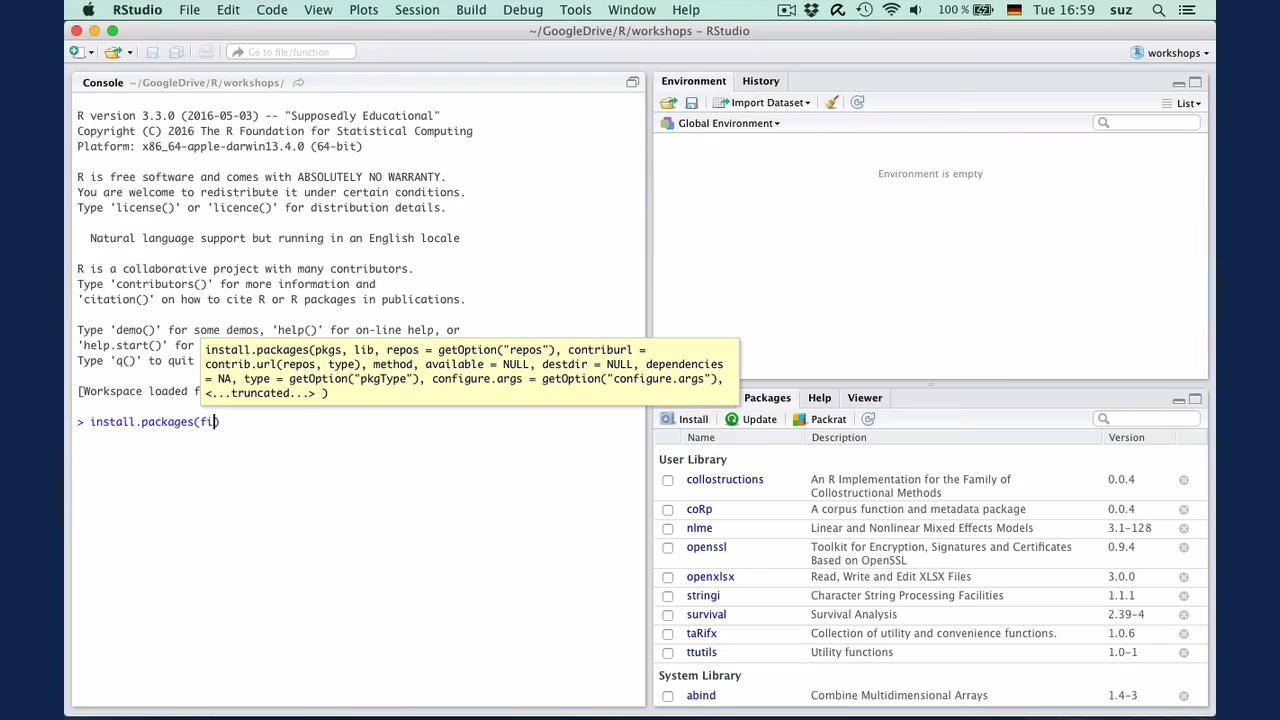 RStudio File Edit Code View Plots Session Build Debug Tools Window Help 100 % Tue 16:59 suz
~/GoogleDrive/R/workshops – RStudio
Go to file/function workshops
Console ~/GoogleDrive/R/workshops/
R version 3.3.0 (2016-05-03) -- "Supposedly Educational"
Copyright (C) 2016 The R Foundation for Statistical Computing
Platform: x86_64-apple-darwin13.4.0 (64-bit)
R is free software and comes with ABSOLUTELY NO WARRANTY.
You are welcome to redistribute it under certain conditions.
Type 'license()' or 'licence()' for distribution details.
Natural language support but running in an English locale
R is a collaborative project with many contributors.
Type 'contributors()' for more information and
'citation()' on how to cite R or R packages in publications.
Type 'demo()' for some demos, 'help()' for on-line help, or
'help.start()' for
Type 'q()' to quit
[Workspace loaded f
install.packages(pkgs, lib, repos = getOption("repos"), contriburl =
contrib.url(repos, type), method, available = NULL, destdir = NULL, dependencies
= NA, type = getOption("pkgType"), configure.args = getOption("configure.args"),
<...truncated...> )
> install.packages(fi)
Environment History
Import Dataset List
Global Environment
Environment is empty
Packages Help Viewer
Install Update Packrat
Name Description Version
User Library
collostructions An R Implementation for the Family of 0.0.4
Collostructional Methods
coRp A corpus function and metadata package 0.0.4
nlme Linear and Nonlinear Mixed Effects Models 3.1-128
openssl Toolkit for Encryption, Signatures and Certificates 0.9.4
Based on OpenSSL
openxlsx Read, Write and Edit XLSX Files 3.0.0
stringi Character String Processing Facilities 1.1.1
survival Survival Analysis 2.39-4
taRifx Collection of utility and convenience functions. 1.0.6
ttutils Utility functions 1.0-1
System Library
abind Combine Multidimensional Arrays 1.4-3